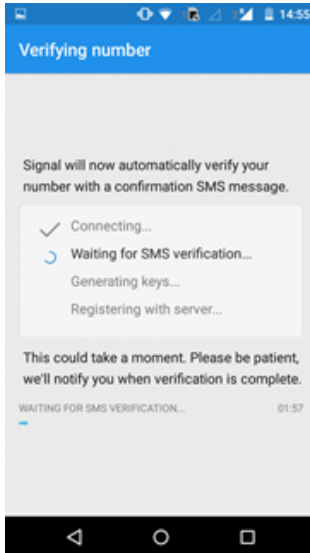 14:55
Verifying number
Signal will now automatically verify your
number with a confirmation SMS message.
Connecting...
Waiting for SMS verification...
Generating keys...
Registering with server...
This could take a moment. Please be patient,
we'll notify you when verification is complete.
WAITING FOR SMS VERIFICATION... 01:57